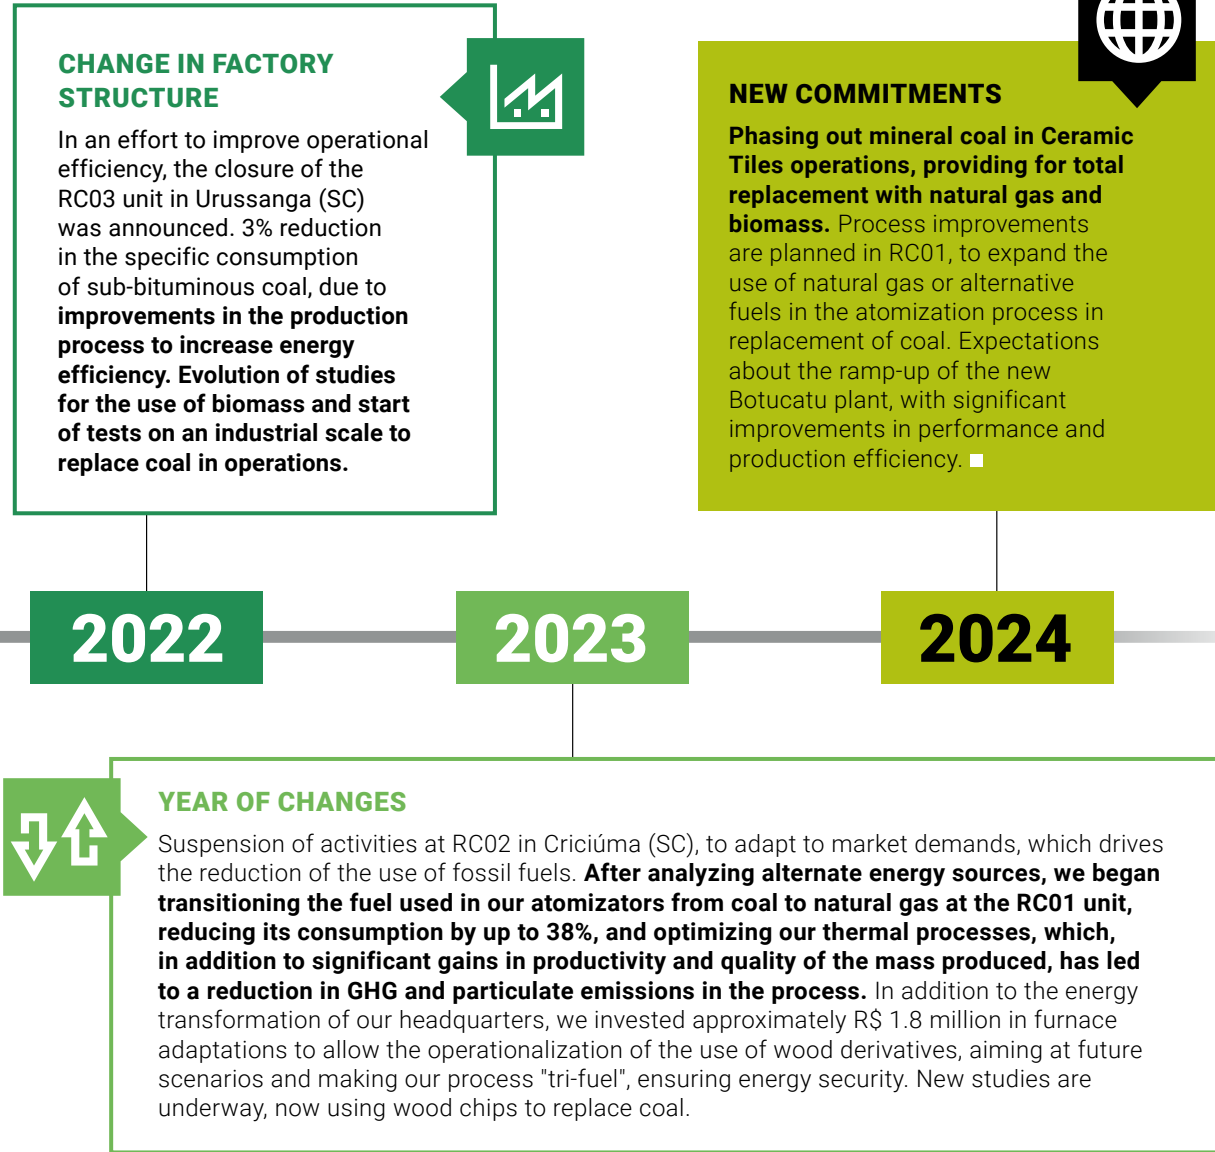 CHANGE IN FACTORY
STRUCTURE
In an effort to improve operational
efficiency, the closure of the
RC03 unit in Urussanga (SC)
was announced. 3% reduction
in the specific consumption
of sub-bituminous coal, due to
improvements in the production
process to increase energy
efficiency. Evolution of studies
for the use of biomass and start
of tests on an industrial scale to
replace coal in operations.
NEW COMMITMENTS
Phasing out mineral coal in Ceramic
Tiles operations, providing for total
replacement with natural gas and
biomass. Process improvements
are planned in RC01, to expand the
use of natural gas or alternative
fuels in the atomization process in
replacement of coal. Expectations
about the ramp-up of the new
Botucatu plant, with significant
improvements in performance and
production efficiency.
2022
2023
2024
YEAR OF CHANGES
Suspension of activities at RC02 in Criciúma (SC), to adapt to market demands, which drives
the reduction of the use of fossil fuels. After analyzing alternate energy sources, we began
transitioning the fuel used in our atomizators from coal to natural gas at the RC01 unit,
reducing its consumption by up to 38%, and optimizing our thermal processes, which,
in addition to significant gains in productivity and quality of the mass produced, has led
to a reduction in GHG and particulate emissions in the process. In addition to the energy
transformation of our headquarters, we invested approximately R$ 1.8 million in furnace
adaptations to allow the operationalization of the use of wood derivatives, aiming at future
scenarios and making our process "tri-fuel", ensuring energy security. New studies are
underway, now using wood chips to replace coal.